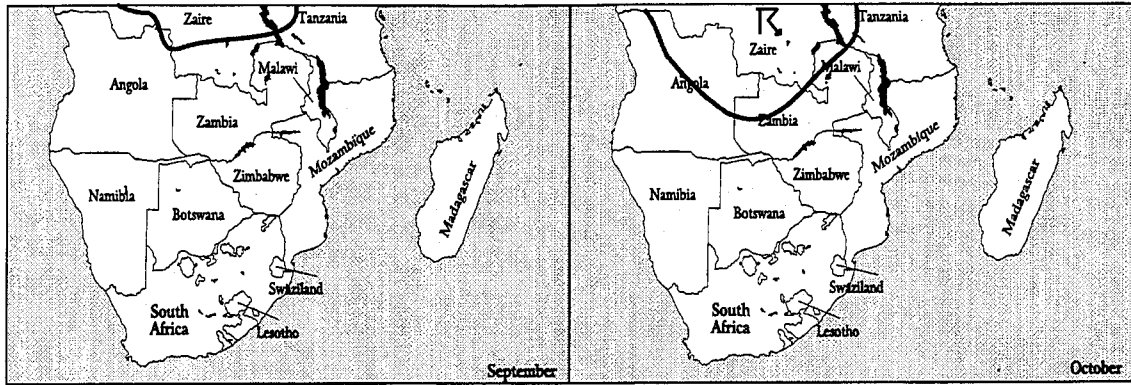 Zaire
Tanzania
Malawi
Angola
Zambia
Mozambique
Zimbabwe
Namibia
Botswana
Madagascar
Swaziland
South
Africa
Lesotho
September
R
Tanzania
Zaire
Malawi
Angola
Zambia
Mozambique
Zimbabwe
Namibia
Botswana
Madagascar
Swaziland
South
Africa
Lesotho
October